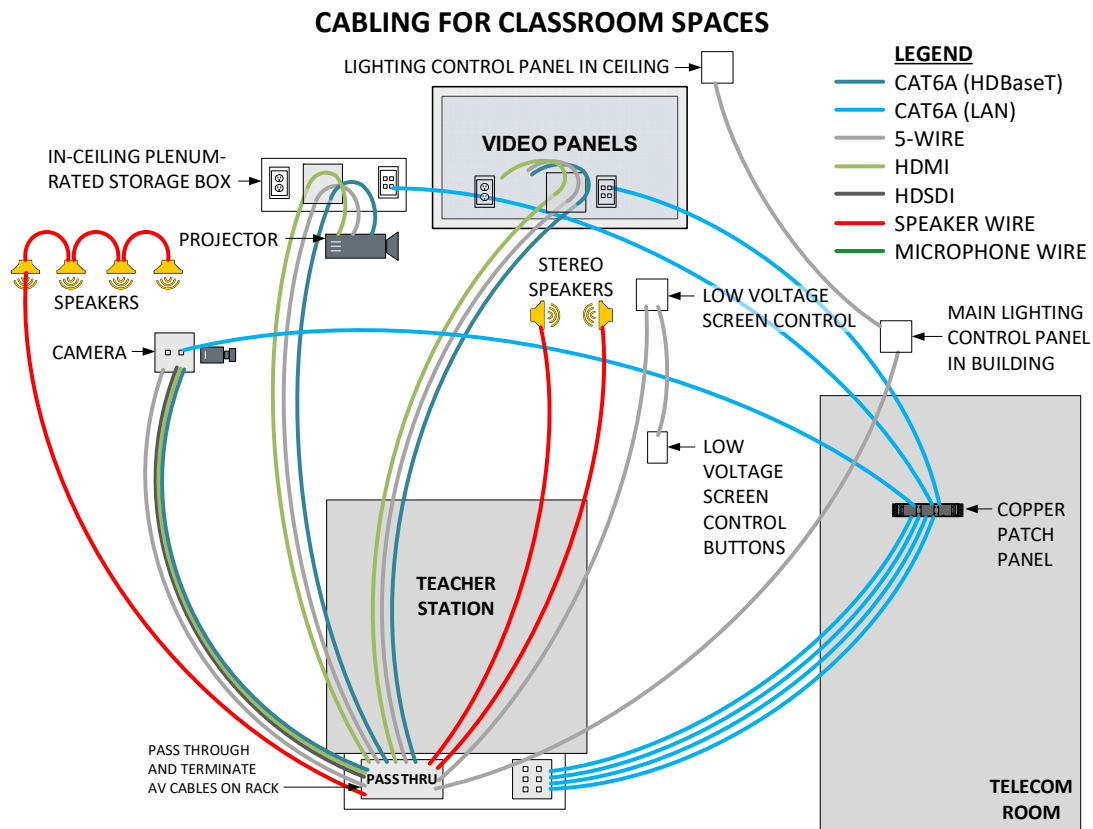 CABLING FOR CLASSROOM SPACES
LIGHTING CONTROL PANEL IN CEILING
LEGEND
CAT6A (HDBaseT)
CAT6A (LAN)
5-WIRE
HDMI
HDSDI
SPEAKER WIRE
MICROPHONE WIRE
VIDEO PANELS
IN-CEILING PLENUM-
RATED STORAGE BOX
PROJECTOR
SPEAKERS
STEREO
SPEAKERS
LOW VOLTAGE
SCREEN CONTROL
MAIN LIGHTING
CONTROL PANEL
IN BUILDING
CAMERA
LOW
VOLTAGE
SCREEN
CONTROL
BUTTONS
COPPER
PATCH
PANEL
TEACHER
STATION
PASS THROUGH
AND TERMINATE
AV CABLES ON RACK
PASS THRU
TELECOM
ROOM